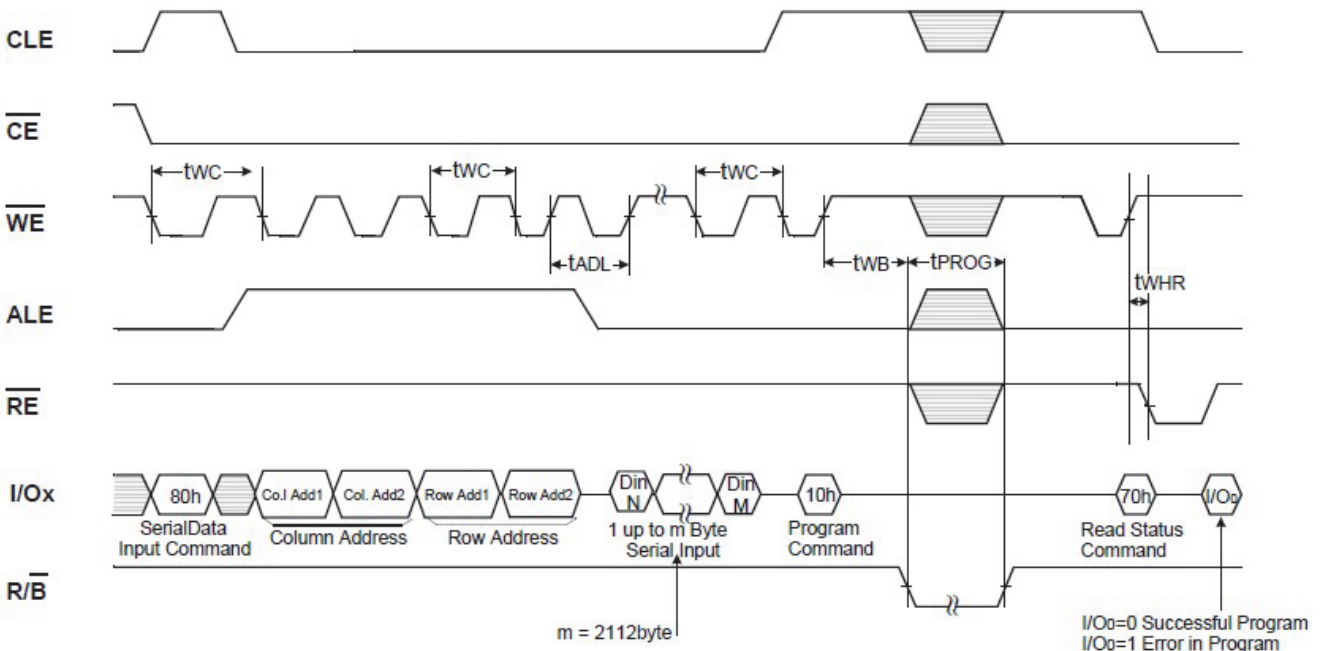 CLE
CE
tWC
tWC
tWC
WE
tADL
tWB
tPROG
tWHR
ALE
RE
I/Ox
80h
Co.l Add1
Col. Add2
Row Add1
Row Add2
Din
N
Din
M
10h
70h
I/O0
SerialData
Input Command
Column Address
Row Address
1 up to m Byte
Serial Input
Program
Command
Read Status
Command
R/B
m = 2112byte
I/O0=0 Successful Program
I/O0=1 Error in Program